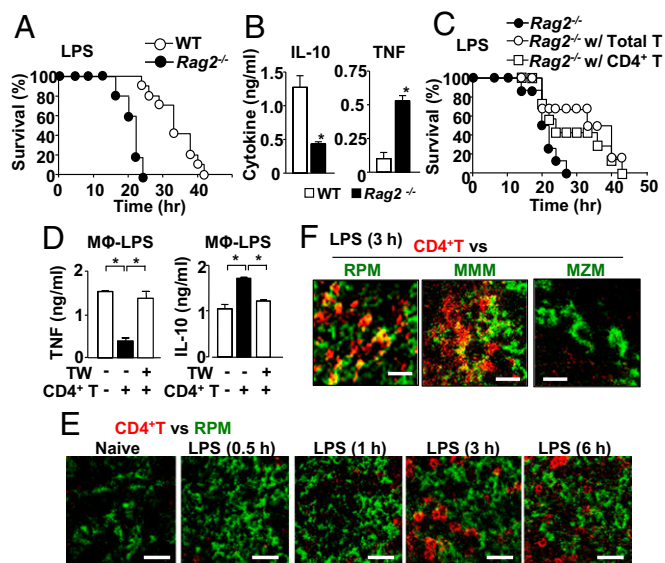 A
LPS
WT
Rag2-/-
Survival (%)
100
80
60
40
20
0
0 10 20 30 40
Time (hr)
B
IL-10
TNF
Cytokine (ng/ml)
1.5
1.0
0.5
0
0.75
0.5
0.25
0
*
*
WT Rag2 -/-
C
Rag2-/-
Rag2-/- w/ Total T
Rag2-/- w/ CD4+ T
LPS
Survival (%)
100
80
60
40
20
0
0 10 20 30 40
Time (hr)
D
MΦ-LPS
MΦ-LPS
TNF (ng/ml)
2
1
0
* *
IL-10 (ng/ml)
2
1
0
* *
TW - - + - - +
CD4+ T - + + - + +
F
LPS (3 h) CD4+T vs
RPM MMM MZM
E
CD4+T vs RPM
Naive LPS (0.5 h) LPS (1 h) LPS (3 h) LPS (6 h)